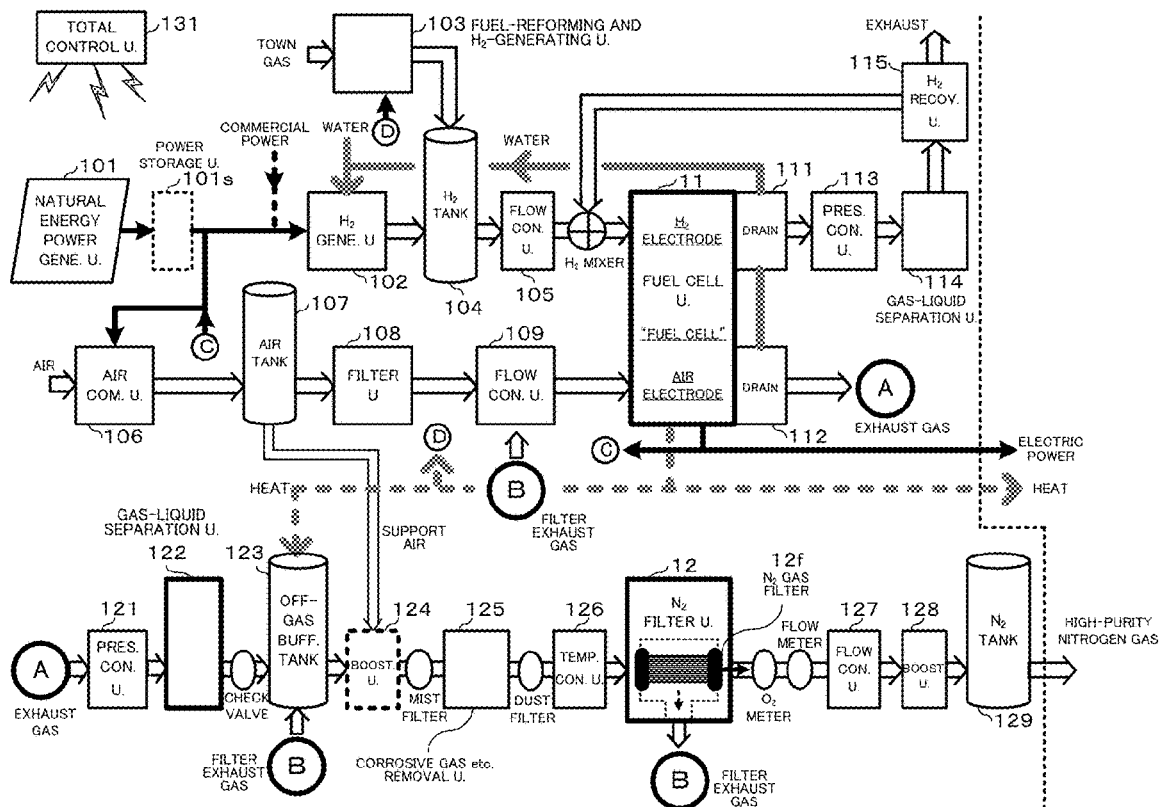 TOTAL
CONTROL U.
131
TOWN
GAS
103 FUEL-REFORMING AND
H₂-GENERATING U.
D
EXHAUST
115
H₂
RECOV.
U.
101
NATURAL
ENERGY
POWER
GENE. U.
POWER
STORAGE U.
101s
COMMERCIAL
POWER
WATER
H₂
GENE. U
102
H₂
TANK
104
WATER
FLOW
CON.
U.
105
H₂ MIXER
11
H₂
ELECTRODE
FUEL CELL
U.
"FUEL CELL"
AIR
ELECTRODE
111
DRAIN
113
PRES.
CON.
U.
114
GAS-LIQUID
SEPARATION U.
C
AIR
AIR
COM. U.
106
107
AIR
TANK
108
FILTER
U
109
FLOW
CON. U.
DRAIN
112
A
EXHAUST GAS
D
C
ELECTRIC
POWER
HEAT
B
FILTER
EXHAUST
GAS
HEAT
SUPPORT
AIR
A
EXHAUST
GAS
121
PRES.
CON.
U.
GAS-LIQUID
SEPARATION U.
122
CHECK
VALVE
123
OFF-
GAS
BUFF.
TANK
B
FILTER
EXHAUST
GAS
124
BOOST
U.
MIST
FILTER
125
CORROSIVE GAS etc.
REMOVAL U.
DUST
FILTER
126
TEMP.
CON. U.
12
N₂
FILTER U.
12f
N₂ GAS
FILTER
B
FILTER
EXHAUST
GAS
O₂
METER
FLOW
METER
127
FLOW
CON.
U.
128
BOOST U.
N₂
TANK
129
HIGH-PURITY
NITROGEN GAS